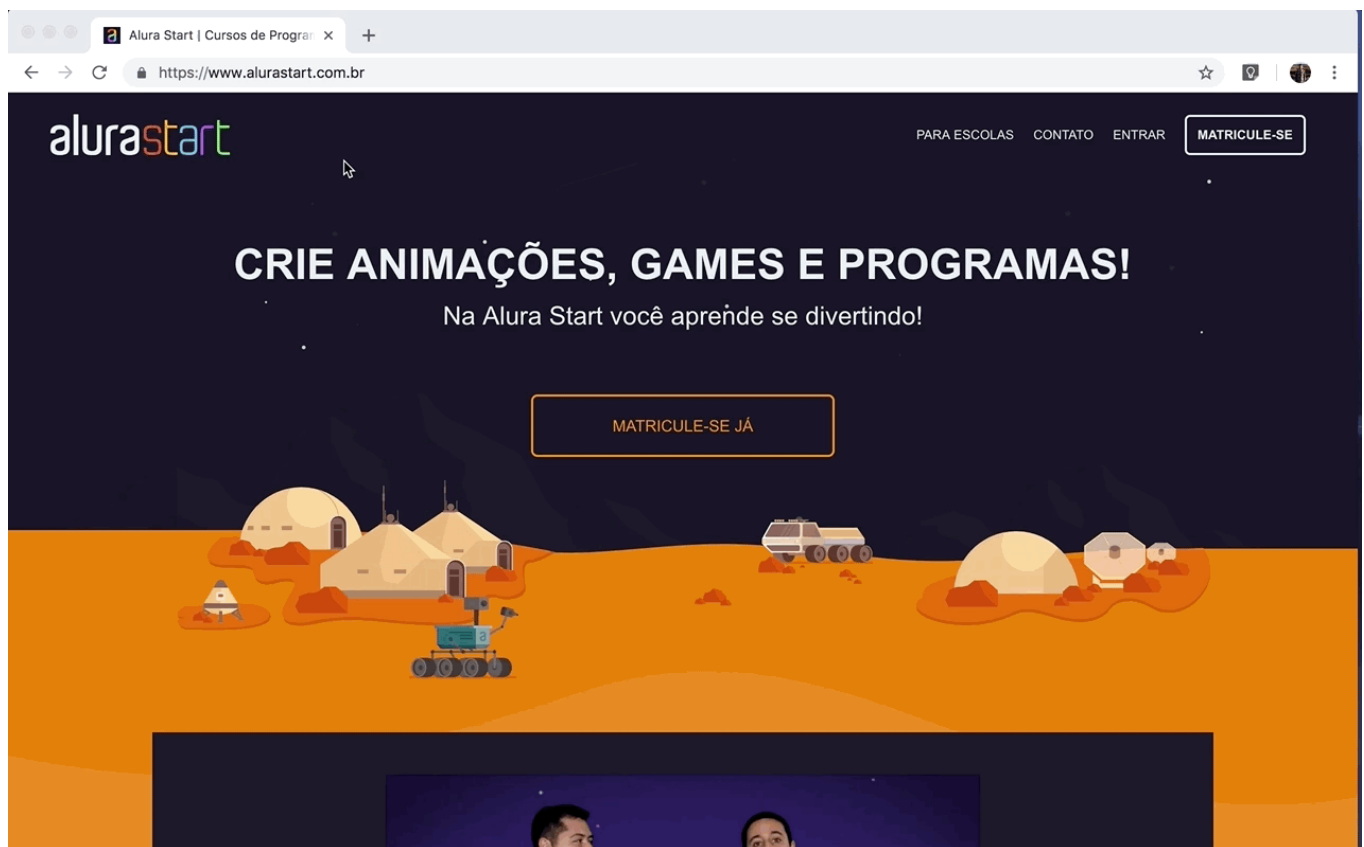 Alura Start | Cursos de Progra
https://www.alurastart.com.br
alurastart
PARA ESCOLAS CONTATO ENTRAR MATRICULE-SE
CRIE ANIMAÇÕES, GAMES E PROGRAMAS!
Na Alura Start você aprende se divertindo!
MATRICULE-SE JÁ
a